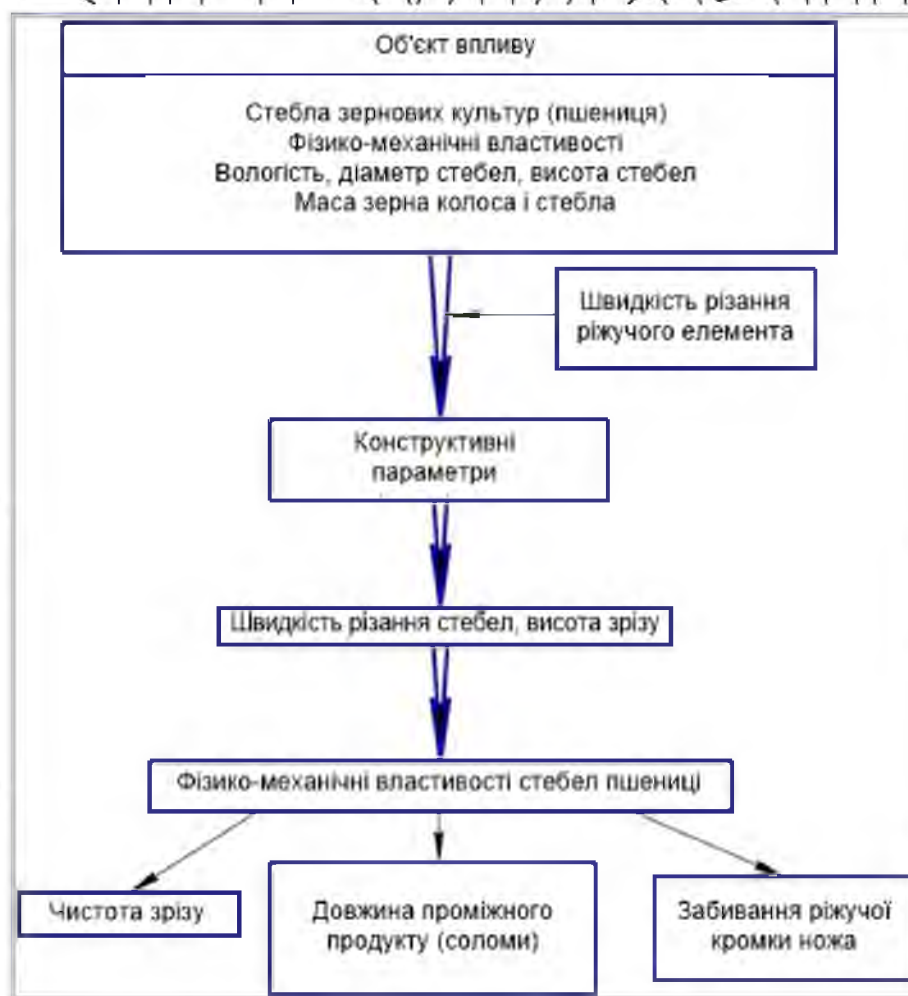 Об'єкт впливу
Стебла зернових культур (пшениця)
Фізико-механічні властивості
Вологість, діаметр стебел, висота стебел
Маса зерна колоса і стебла
Швидкість різання
ріжучого елемента
Конструктивні
параметри
Швидкість різання стебел, висота зрізу
Фізико-механічні властивості стебел пшениці
Чистота зрізу
Довжина проміжного
продукту (соломи)
Забивання ріжучої
кромки ножа